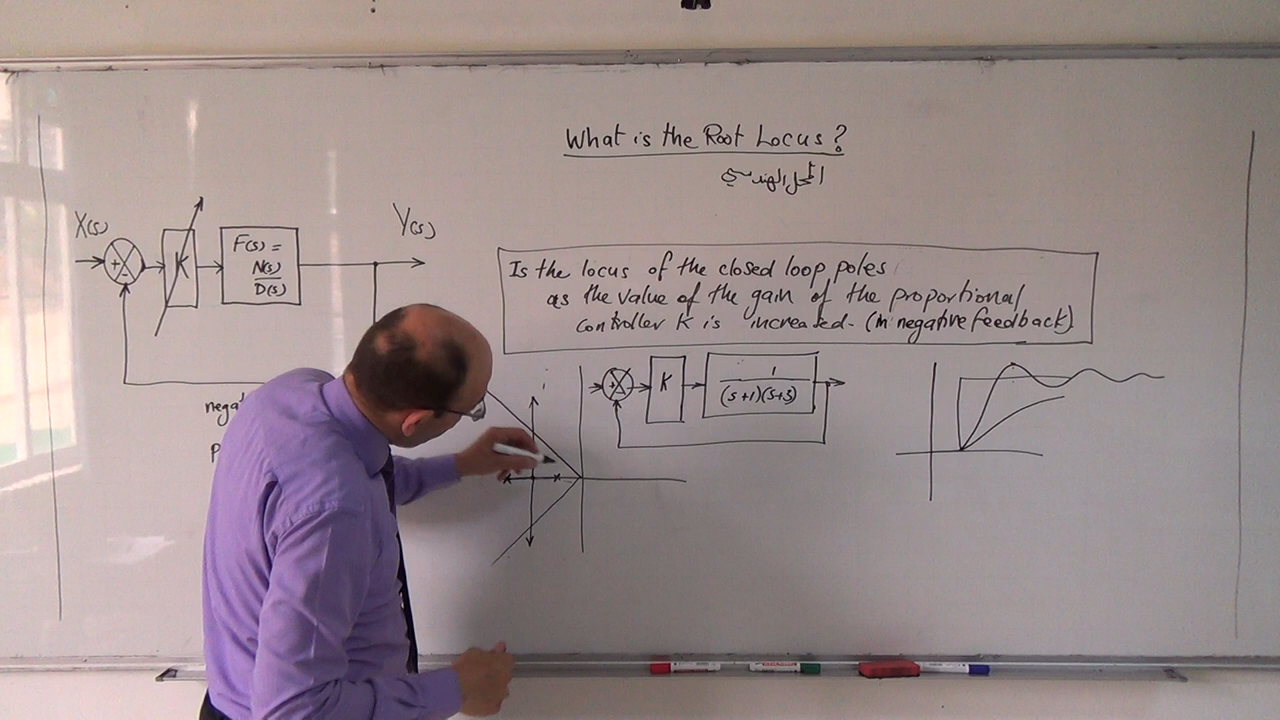 What is the Root Locus?
المحل الهندسي
X(s)
Y(s)
+
-
K
F(s) =
N(s)
D(s)
Is the locus of the closed loop poles
as the value of the gain of the proportional
controller K is increased. (in negative feedback)
+
-
K
1
(s+1)(s+3)